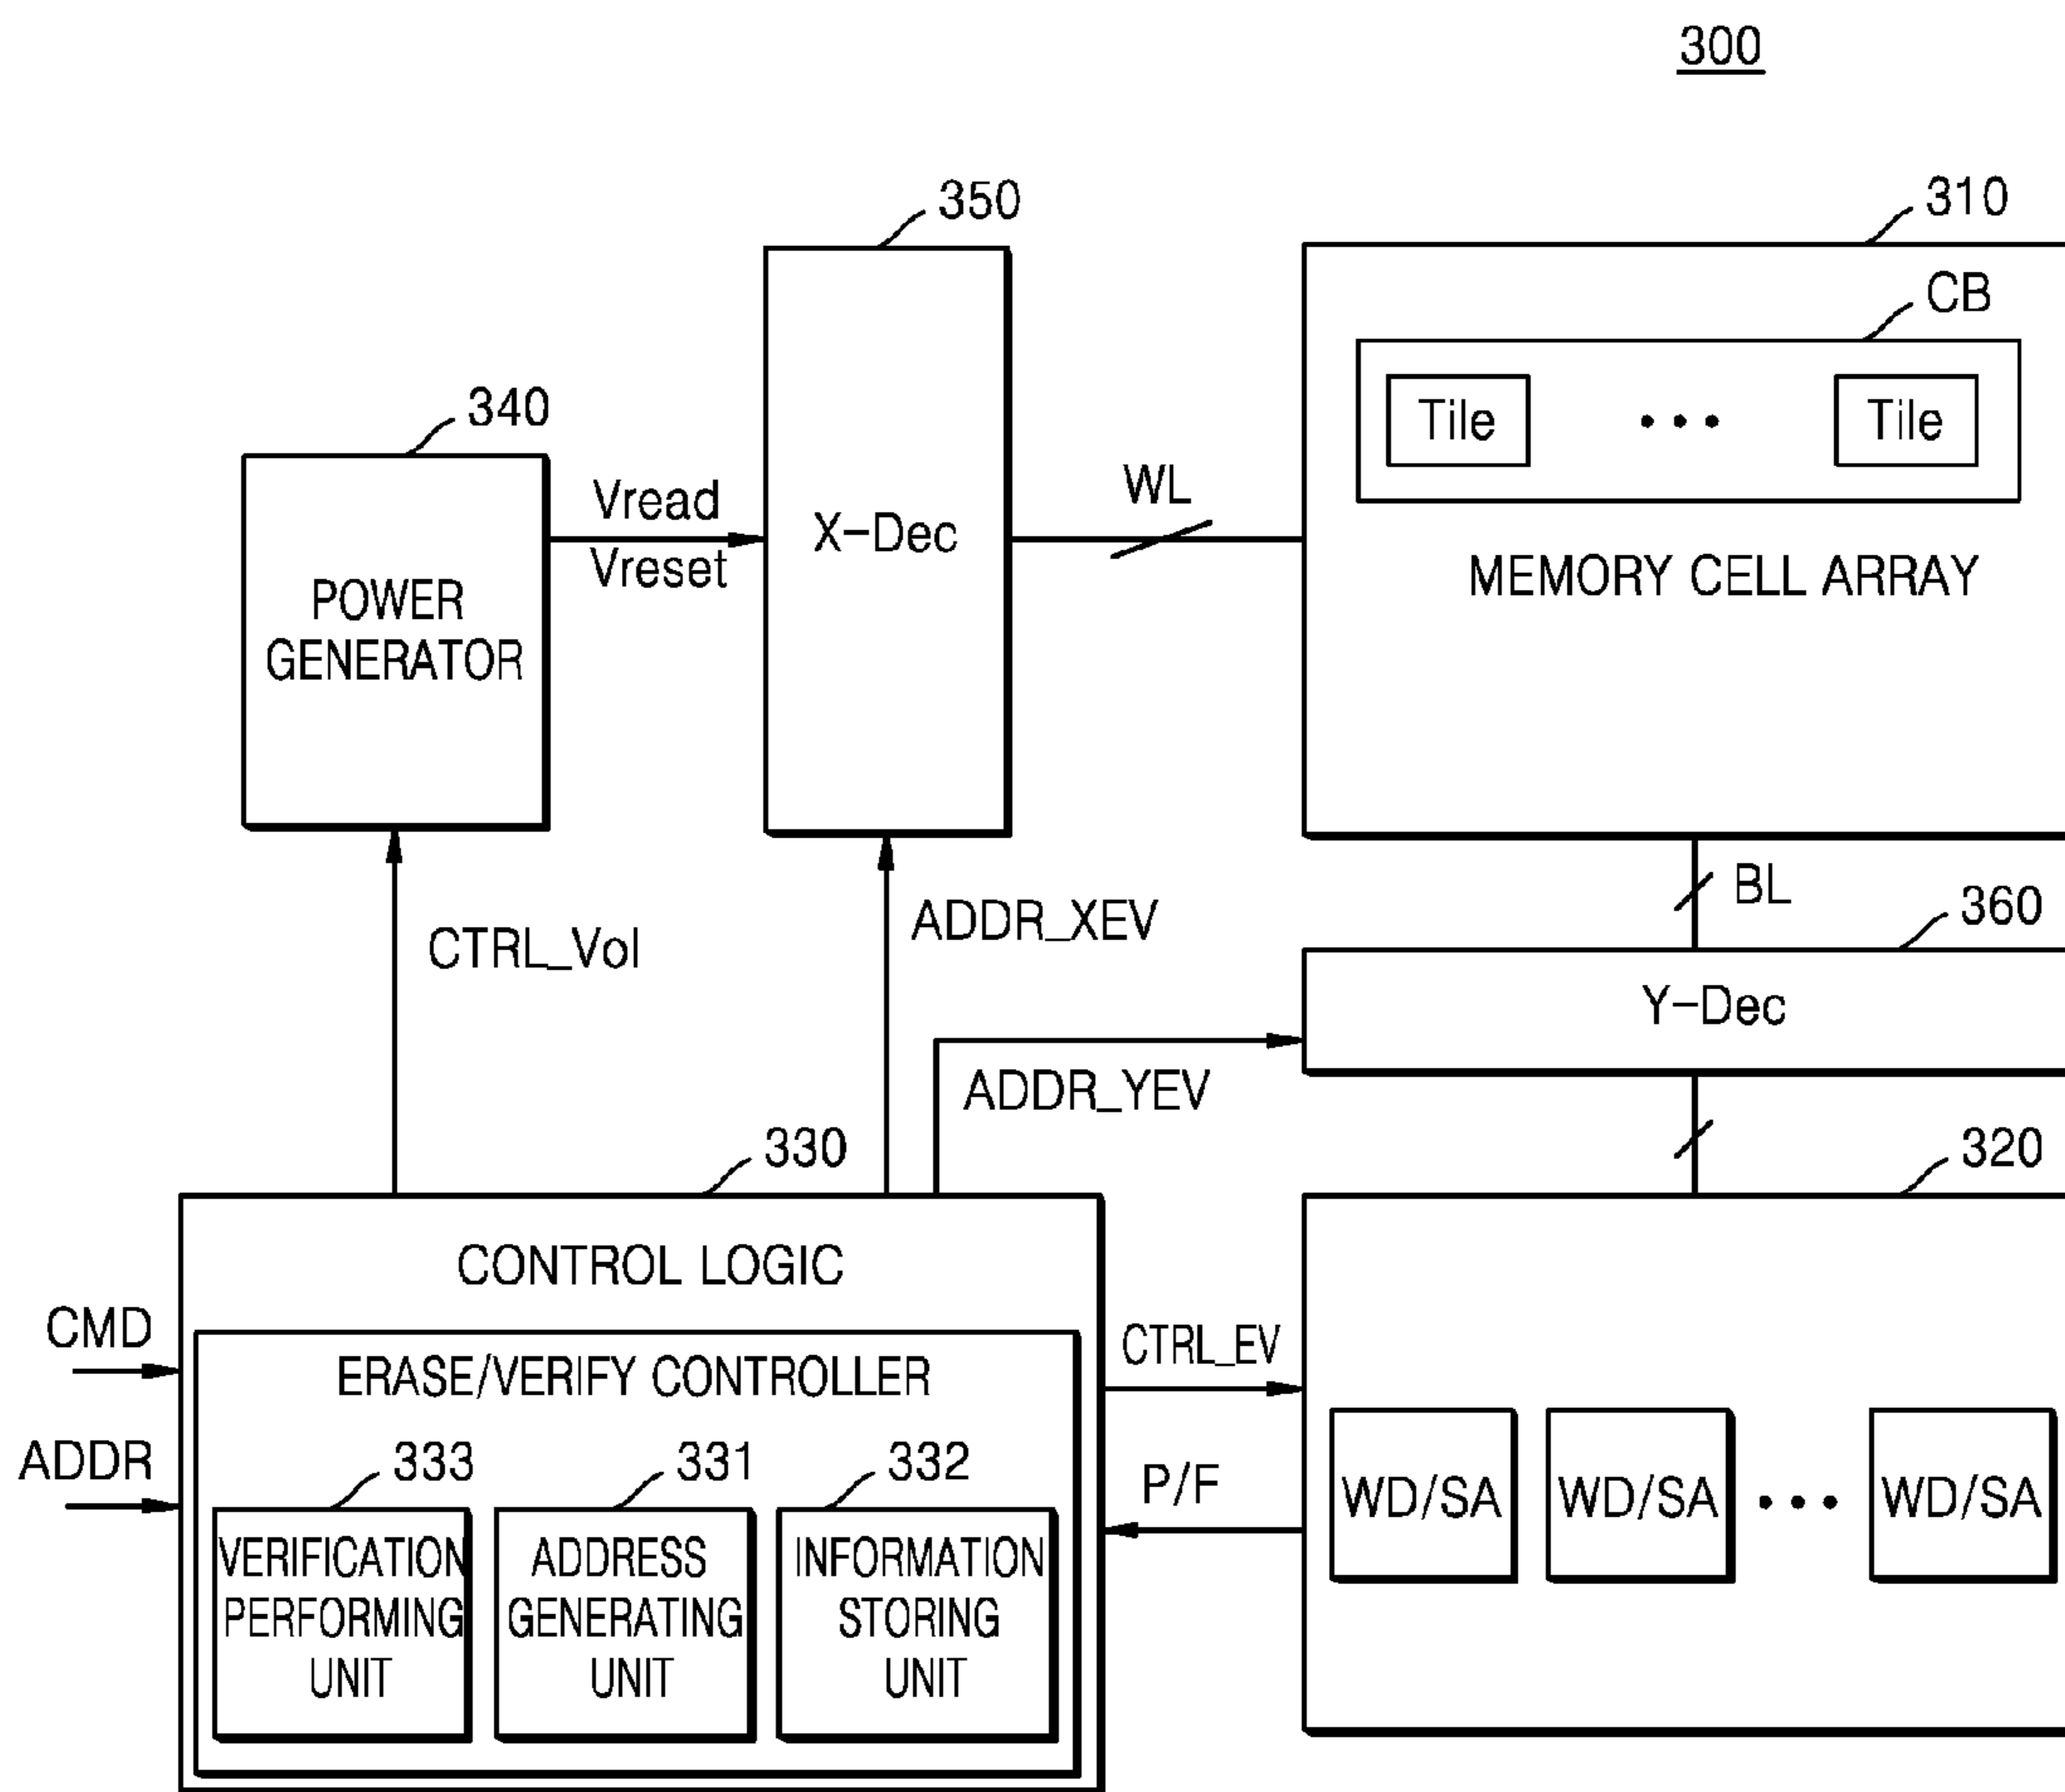 300
350
310
CB
340
Tile
• • •
Tile
Vread
WL
X-Dec
Vreset
MEMORY CELL ARRAY
POWER
GENERATOR
BL
360
ADDR_XEV
CTRL_Vol
Y-Dec
ADDR_YEV
330
320
CONTROL LOGIC
CMD
CTRL_EV
ERASE/VERIFY CONTROLLER
ADDR
333
331
332
P/F
WD/SA
WD/SA
• • •
WD/SA
VERIFICATION
PERFORMING
UNIT
ADDRESS
GENERATING
UNIT
INFORMATION
STORING
UNIT